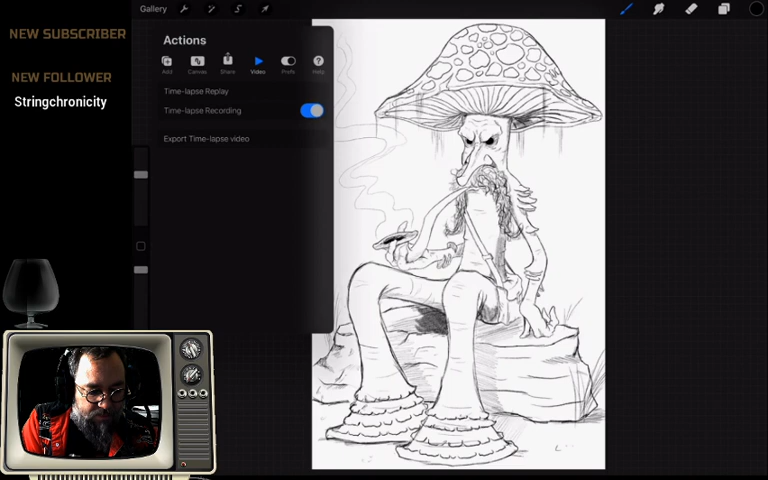 Gallery
NEW SUBSCRIBER
NEW FOLLOWER
Stringchronicity
Actions
Add Canvas Share Video Prefs Help
Time-lapse Replay
Time-lapse Recording
Export Time-lapse video